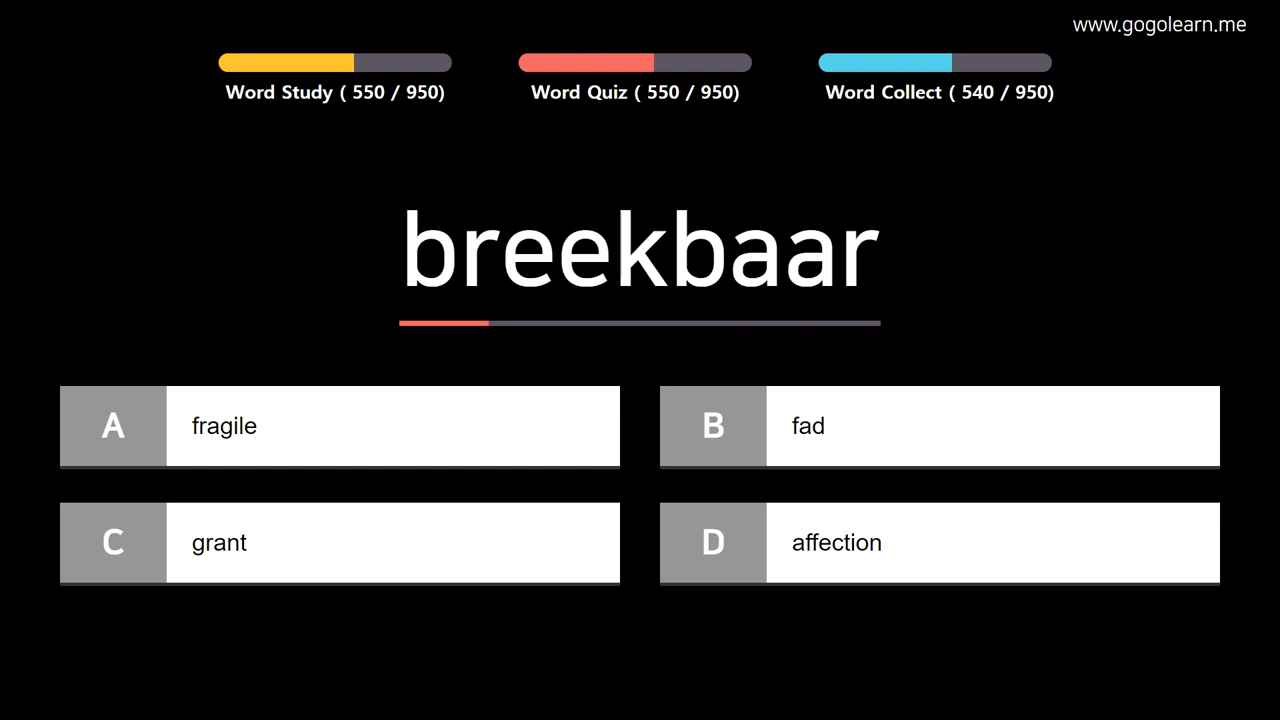 www.gogolearn.me
Word Study ( 550 / 950)
Word Quiz ( 550 / 950)
Word Collect ( 540 / 950)
breekbaar
A fragile
B fad
C grant
D affection